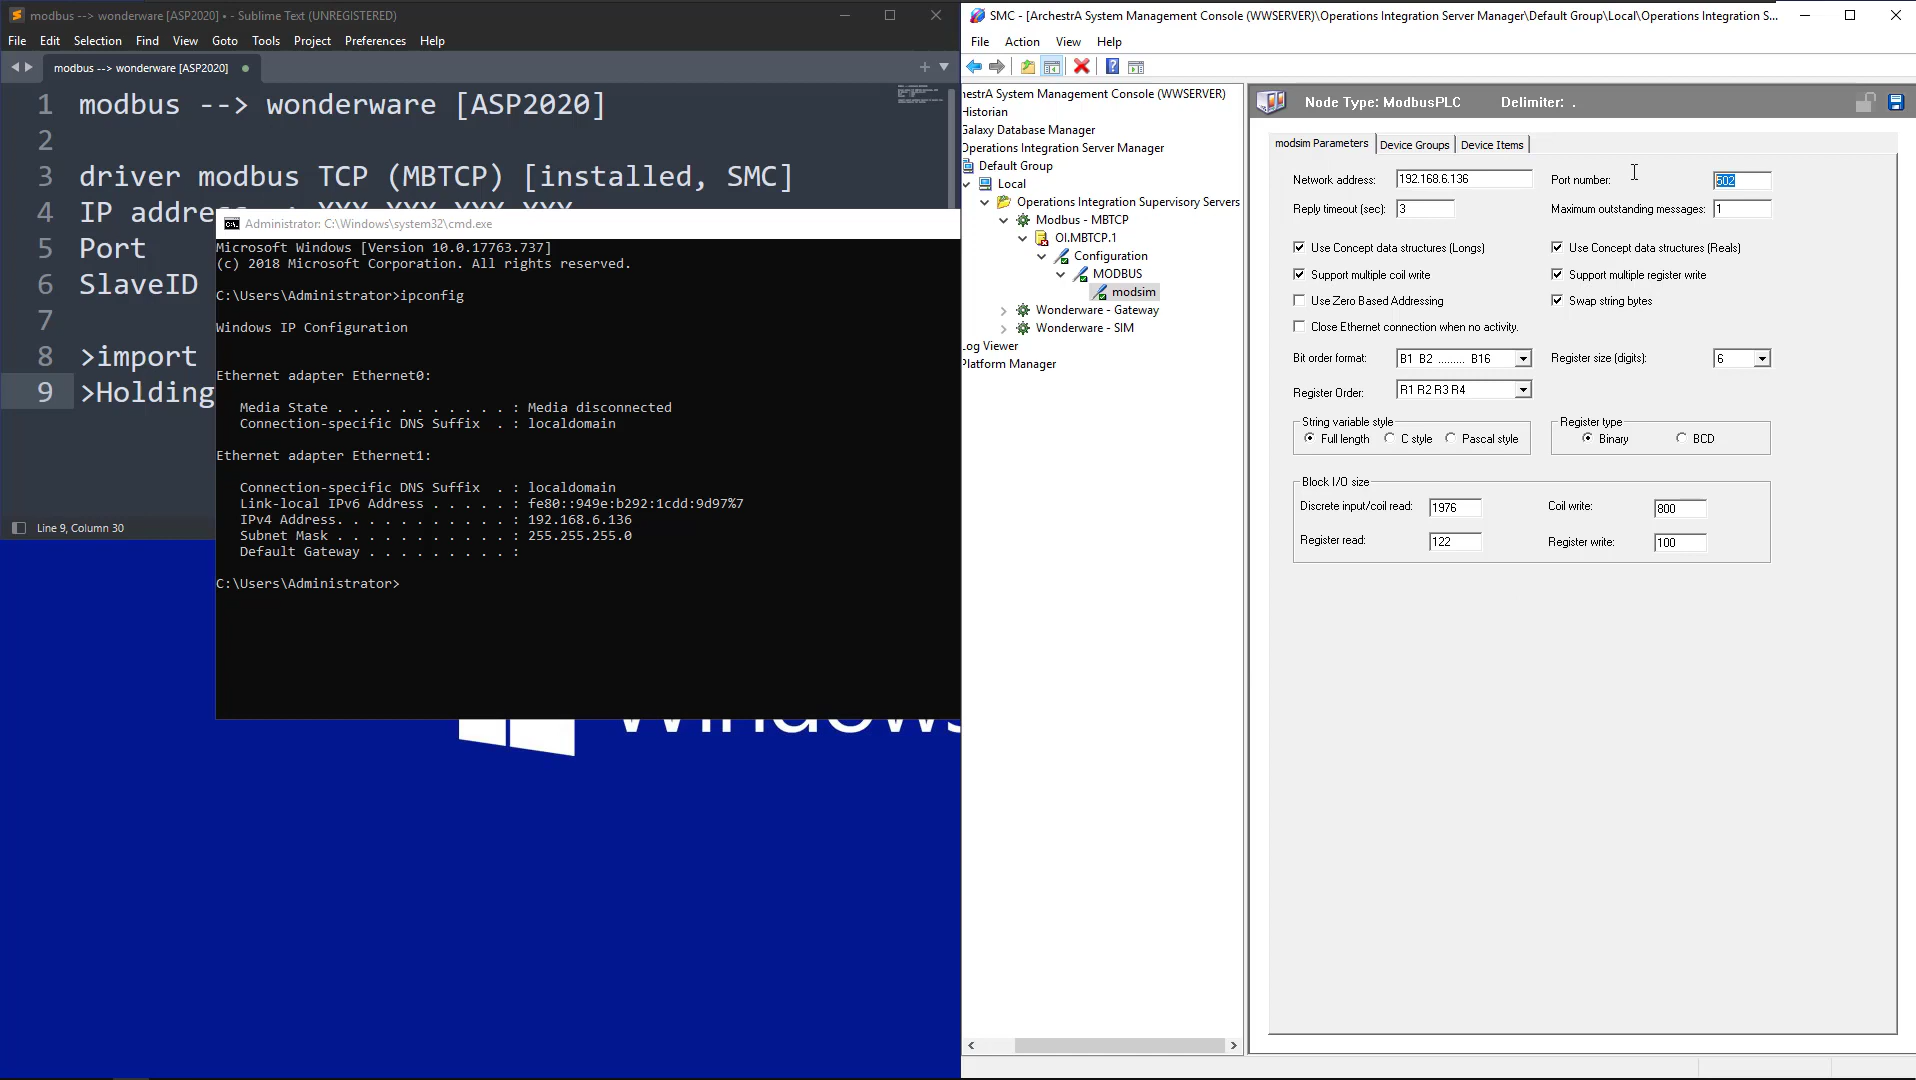 modbus --> wonderware [ASP2020] • - Sublime Text (UNREGISTERED)
File Edit Selection Find View Goto Tools Project Preferences Help
modbus --> wonderware [ASP2020]
1 modbus --> wonderware [ASP2020]
2
3 driver modbus TCP (MBTCP) [installed, SMC]
4 IP address : XXX.XXX.XXX.XXX
5 Port
6 SlaveID
7
8 >import
9 >Holding
Line 9, Column 30
Administrator: C:\Windows\system32\cmd.exe
Microsoft Windows [Version 10.0.17763.737]
(c) 2018 Microsoft Corporation. All rights reserved.
C:\Users\Administrator>ipconfig
Windows IP Configuration
Ethernet adapter Ethernet0:
Media State . . . . . . . . . . . : Media disconnected
Connection-specific DNS Suffix  . : localdomain
Ethernet adapter Ethernet1:
Connection-specific DNS Suffix  . : localdomain
Link-local IPv6 Address . . . . . : fe80::949e:b292:1cdd:9d97%7
IPv4 Address. . . . . . . . . . . : 192.168.6.136
Subnet Mask . . . . . . . . . . . : 255.255.255.0
Default Gateway . . . . . . . . . :
C:\Users\Administrator>
SMC - [ArchestrA System Management Console (WWSERVER)\Operations Integration Server Manager\Default Group\Local\Operations Integration S...
File Action View Help
hestrA System Management Console (WWSERVER)
Historian
Galaxy Database Manager
Operations Integration Server Manager
Default Group
Local
Operations Integration Supervisory Servers
Modbus - MBTCP
OI.MBTCP.1
Configuration
MODBUS
modsim
Wonderware - Gateway
Wonderware - SIM
Log Viewer
Platform Manager
Node Type: ModbusPLC Delimiter: .
modsim Parameters Device Groups Device Items
Network address: 192.168.6.136 Port number: 502
Reply timeout (sec): 3 Maximum outstanding messages: 1
Use Concept data structures (Longs) Use Concept data structures (Reals)
Support multiple coil write Support multiple register write
Use Zero Based Addressing Swap string bytes
Close Ethernet connection when no activity.
Bit order format: B1 B2 ......... B16 Register size (digits): 6
Register Order: R1 R2 R3 R4
String variable style Register type
Full length C style Pascal style Binary BCD
Block I/O size
Discrete input/coil read: 1976 Coil write: 800
Register read: 122 Register write: 100